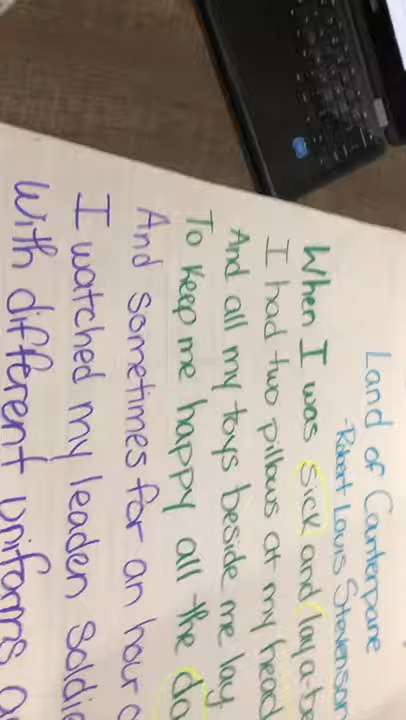 Land of Counterpane
-Robert Louis Stevenson
When I was sick and lay a-be
I had two pillows at my head
And all my toys beside me lay
To keep me happy all the da
And sometimes for an hour o
I watched my leaden soldie
With different uniforms a